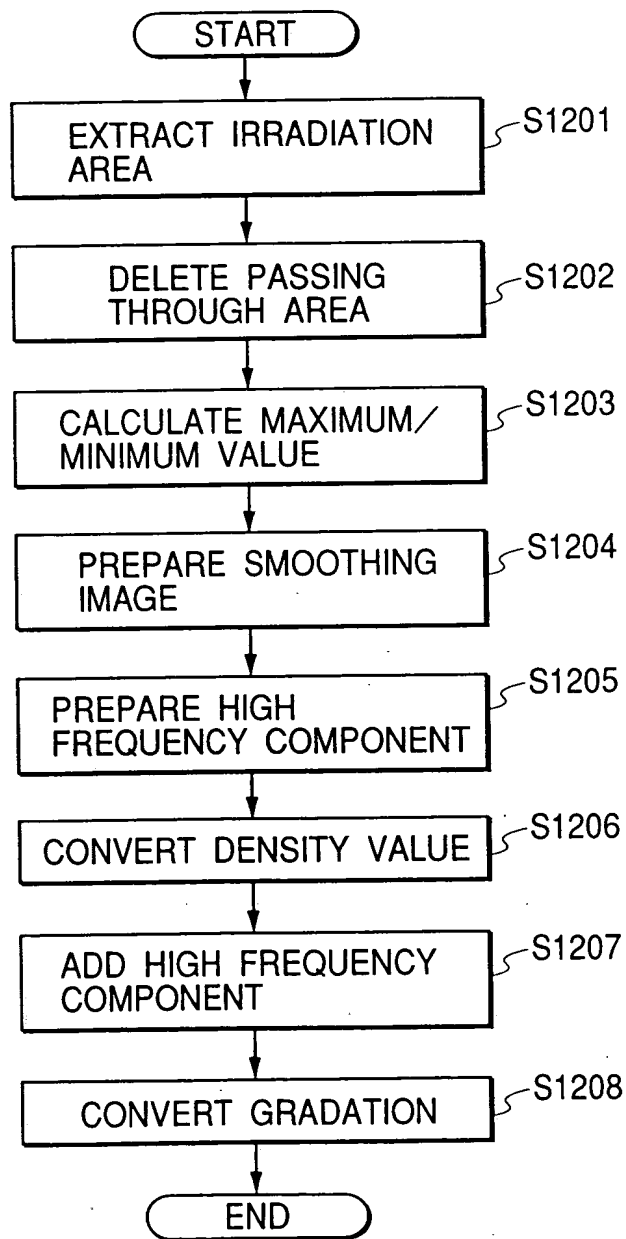 START
EXTRACT IRRADIATION
AREA
S1201
DELETE PASSING
THROUGH AREA
S1202
CALCULATE MAXIMUM/
MINIMUM VALUE
S1203
PREPARE SMOOTHING
IMAGE
S1204
PREPARE HIGH
FREQUENCY COMPONENT
S1205
CONVERT DENSITY VALUE
S1206
ADD HIGH FREQUENCY
COMPONENT
S1207
CONVERT GRADATION
S1208
END